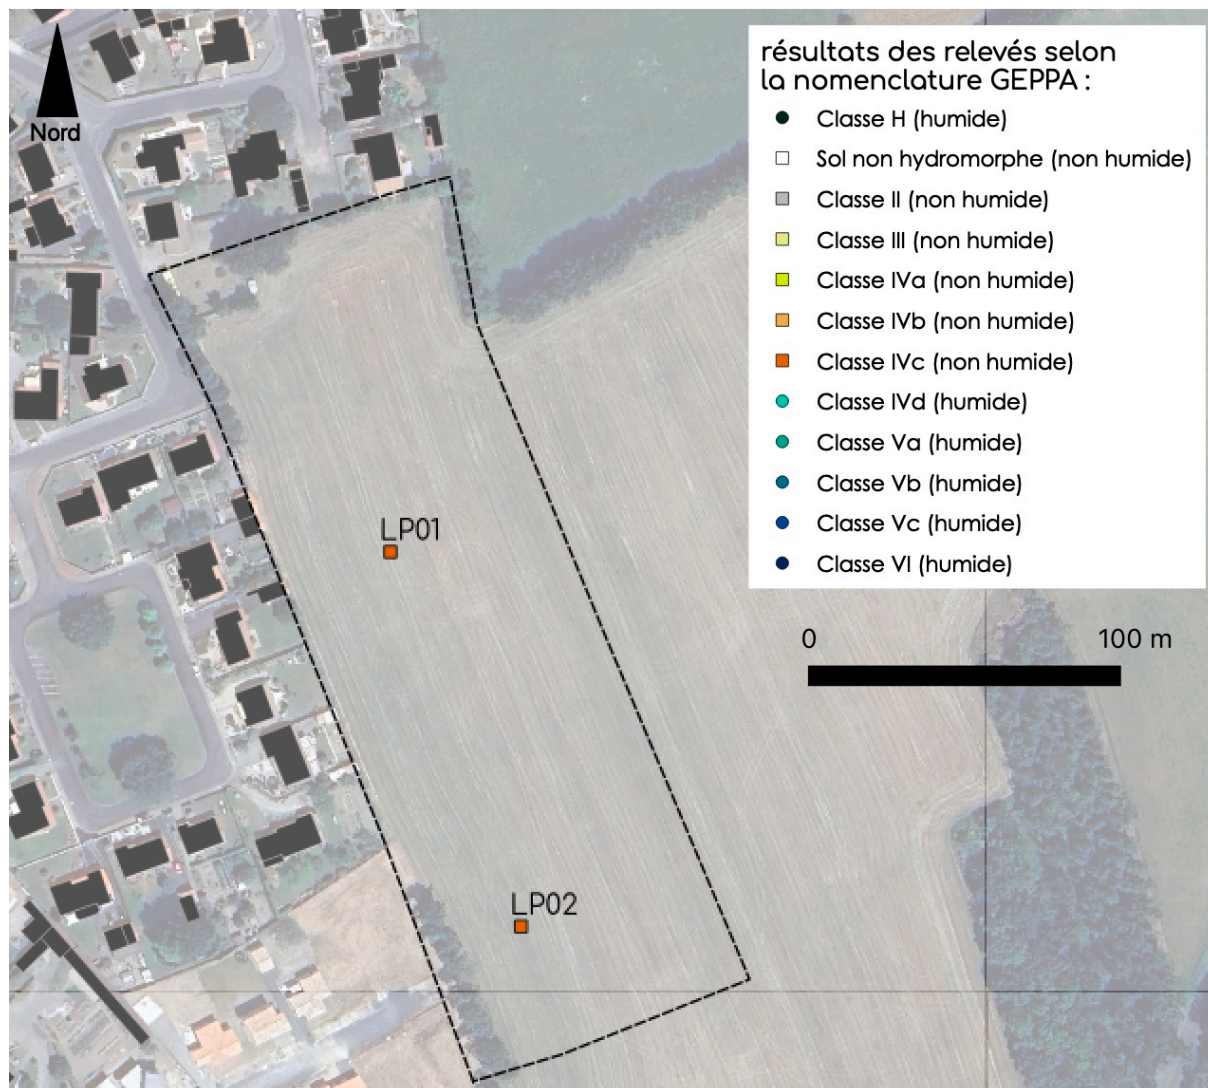 Nord
résultats des relevés selon
la nomenclature GEPPA :
Classe H (humide)
Sol non hydromorphe (non humide)
Classe II (non humide)
Classe III (non humide)
Classe IVa (non humide)
Classe IVb (non humide)
Classe IVc (non humide)
Classe IVd (humide)
Classe Va (humide)
Classe Vb (humide)
Classe Vc (humide)
Classe VI (humide)
LP01
0 100 m
LP02